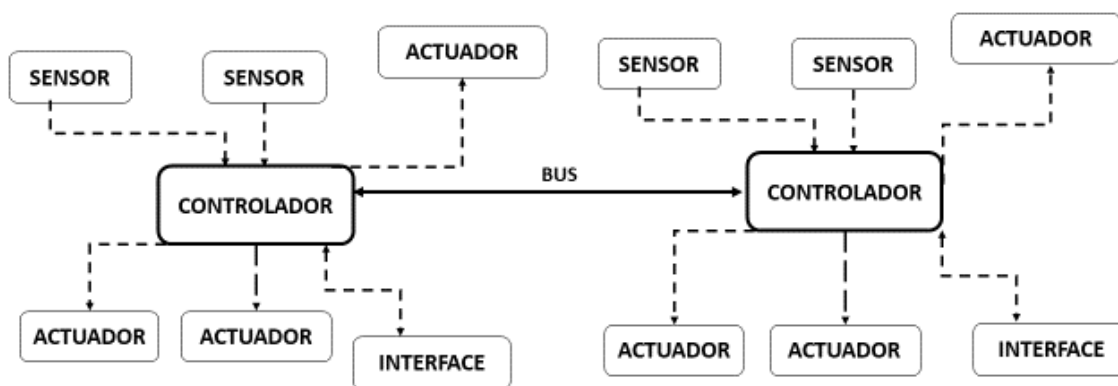 ACTUADOR
ACTUADOR
SENSOR
SENSOR
SENSOR
SENSOR
BUS
CONTROLADOR
CONTROLADOR
ACTUADOR
ACTUADOR
INTERFACE
ACTUADOR
ACTUADOR
INTERFACE